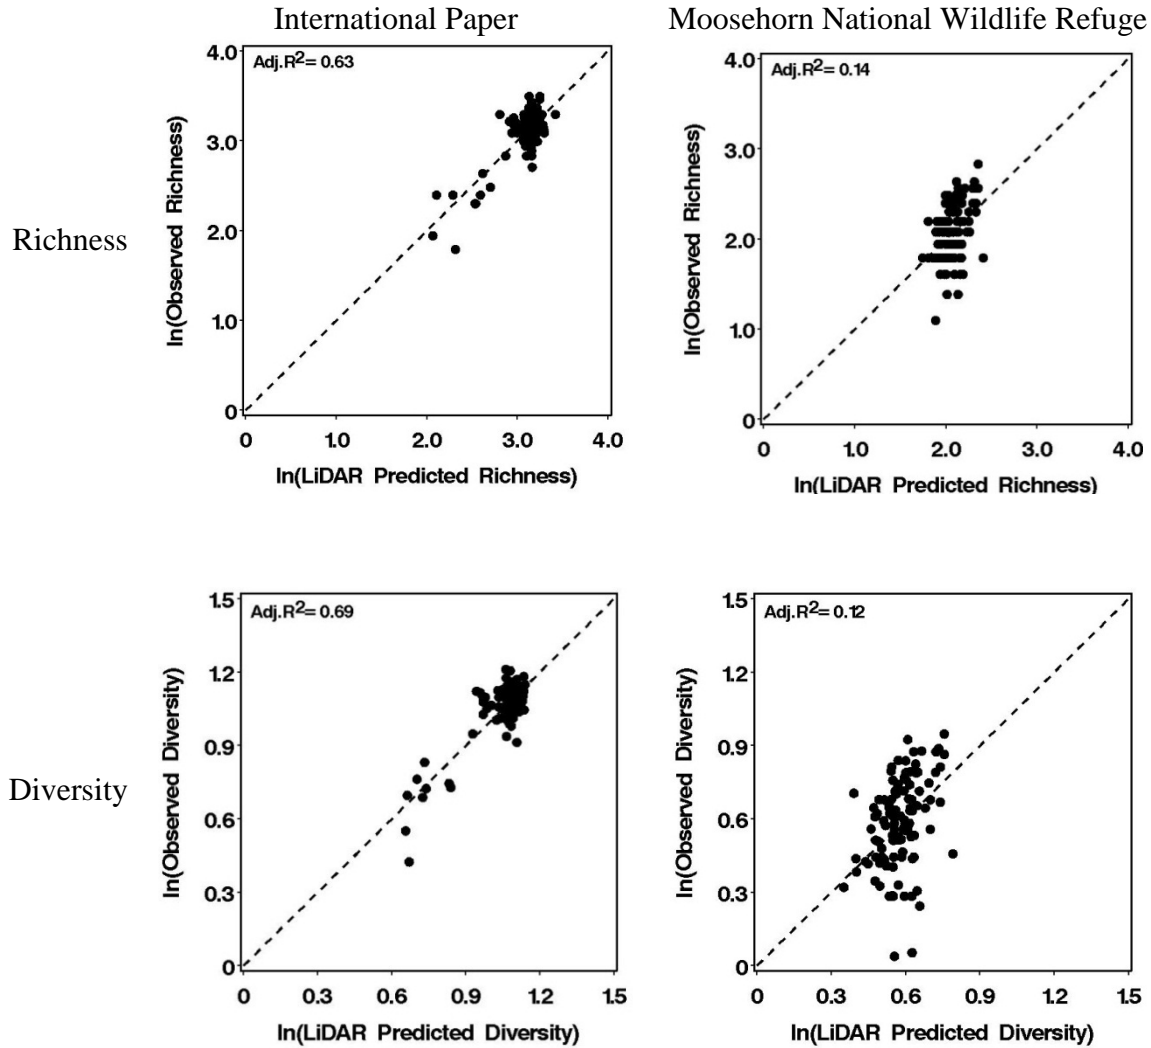 International Paper
Moosehorn National Wildlife Refuge
Richness
Adj.R2= 0.63
ln(Observed Richness)
4.0
3.0
2.0
1.0
0
0 1.0 2.0 3.0 4.0
ln(LiDAR Predicted Richness)
Adj.R2= 0.14
ln(Observed Richness)
4.0
3.0
2.0
1.0
0
0 1.0 2.0 3.0 4.0
ln(LiDAR Predicted Richness)
Diversity
Adj.R2= 0.69
ln(Observed Diversity)
1.5
1.2
0.9
0.6
0.3
0
0 0.3 0.6 0.9 1.2 1.5
ln(LiDAR Predicted Diversity)
Adj.R2= 0.12
ln(Observed Diversity)
1.5
1.2
0.9
0.6
0.3
0
0 0.3 0.6 0.9 1.2 1.5
ln(LiDAR Predicted Diversity)